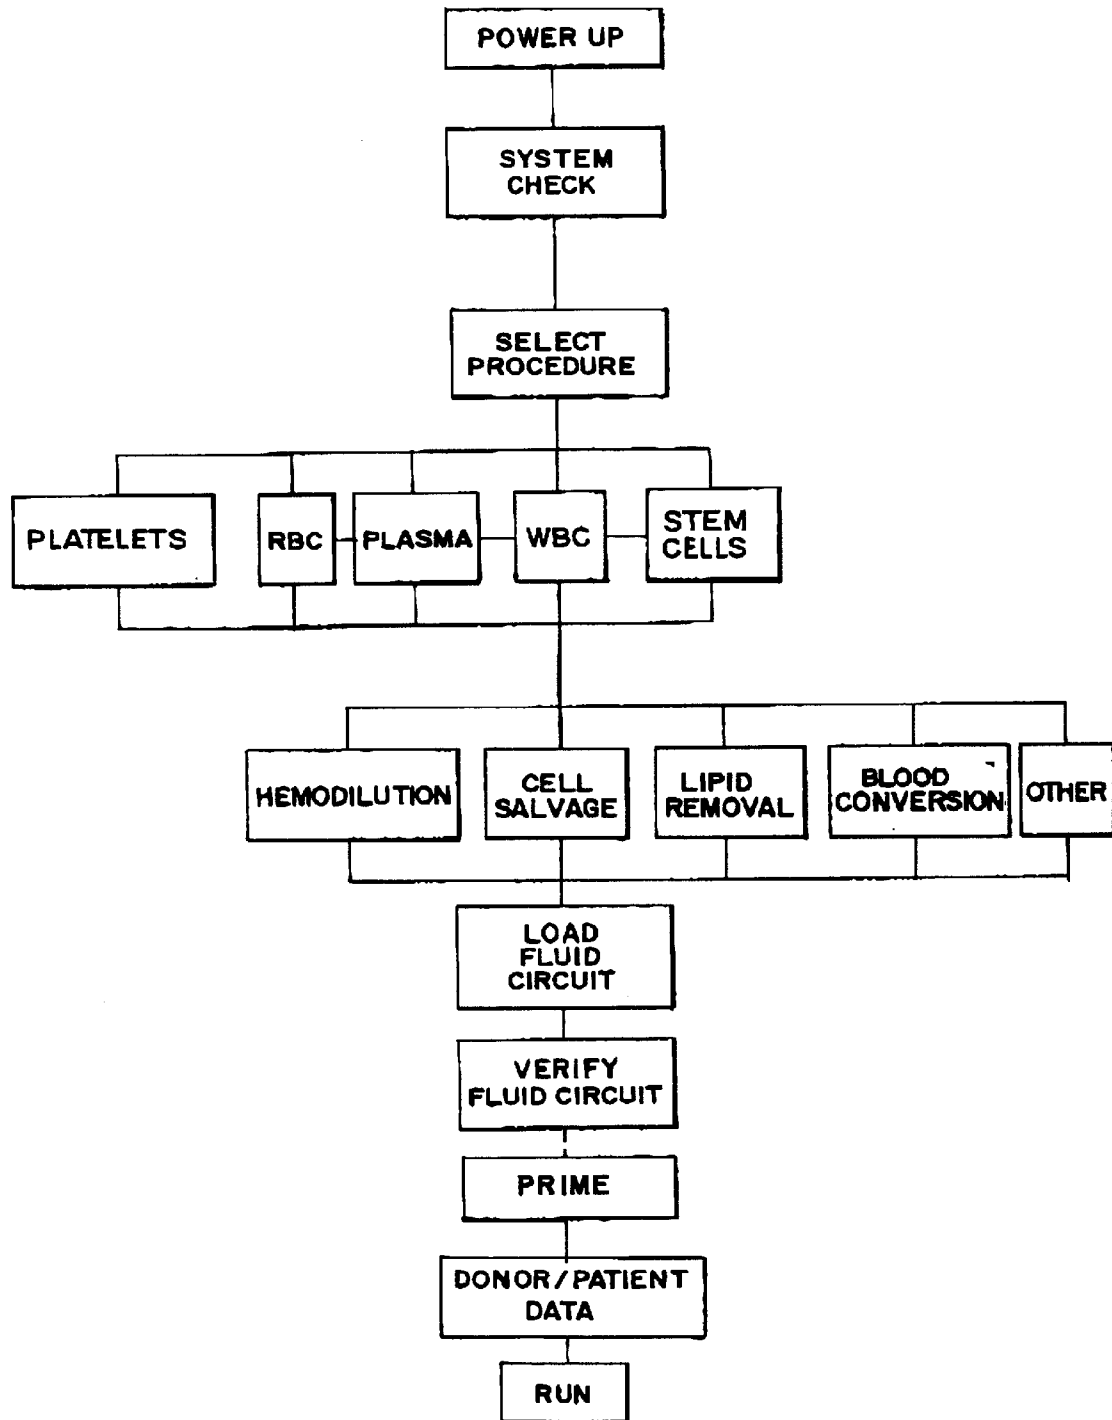 POWER UP
SYSTEM
CHECK
SELECT
PROCEDURE
PLATELETS
RBC
PLASMA
WBC
STEM
CELLS
HEMODILUTION
CELL
SALVAGE
LIPID
REMOVAL
BLOOD
CONVERSION
OTHER
LOAD
FLUID
CIRCUIT
VERIFY
FLUID CIRCUIT
PRIME
DONOR/PATIENT
DATA
RUN